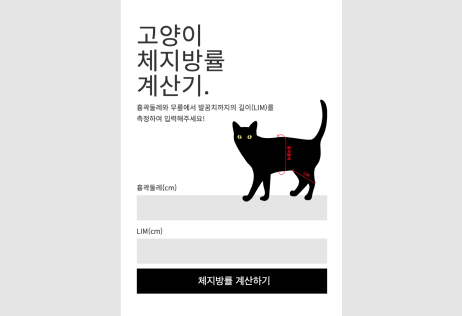 고양이
체지방률
계산기.
흉곽둘레와 무릎에서 발꿈치까지의 길이(LIM)를
측정하여 입력해주세요!
흉곽둘레(cm)
LIM(cm)
체지방률 계산하기